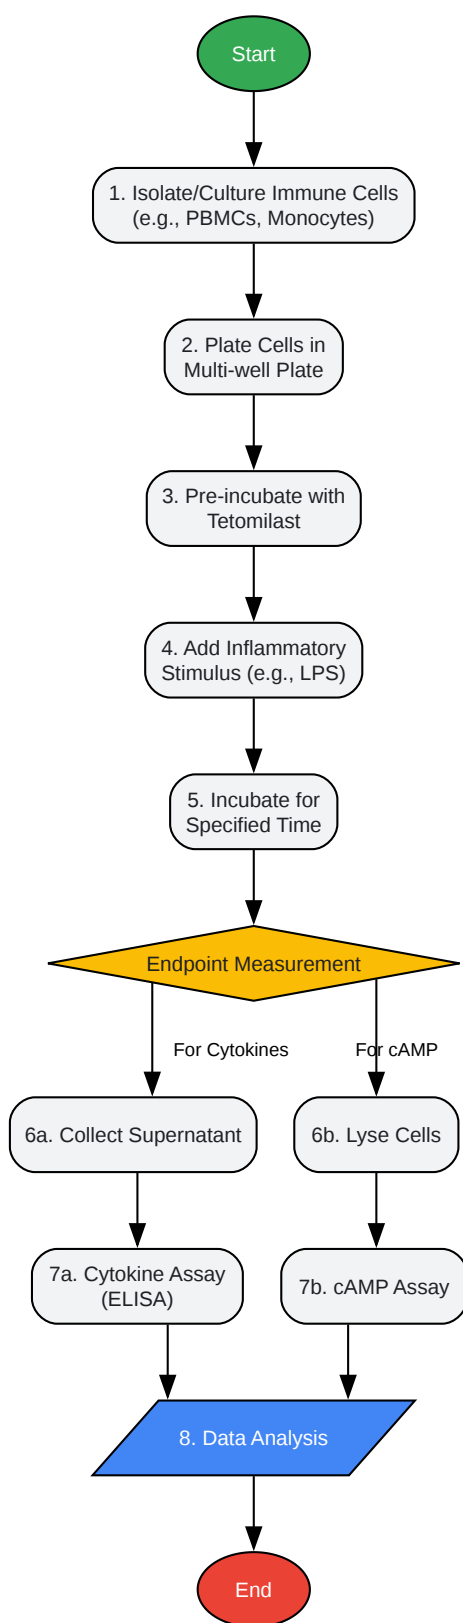 Start
1. Isolate/Culture Immune Cells
(e.g., PBMCs, Monocytes)
2. Plate Cells in
Multi-well Plate
3. Pre-incubate with
Tetomilast
4. Add Inflammatory
Stimulus (e.g., LPS)
5. Incubate for
Specified Time
Endpoint Measurement
For Cytokines
For cAMP
6a. Collect Supernatant
6b. Lyse Cells
7a. Cytokine Assay
(ELISA)
7b. cAMP Assay
8. Data Analysis
End